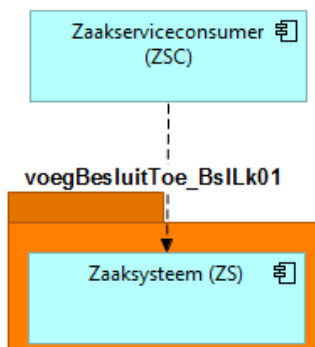 Zaakserviceconsumer
(ZSC)
voegBesluitToe_BslLk01
Zaaksysteem (ZS)